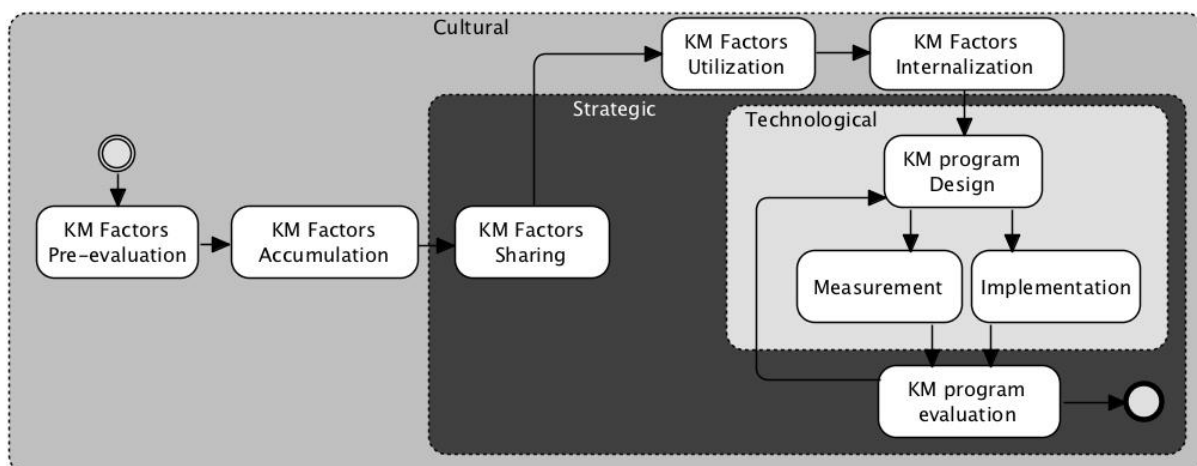 Cultural
KM Factors
Utilization
KM Factors
Internalization
Strategic
Technological
KM program
Design
KM Factors
Pre-evaluation
KM Factors
Accumulation
KM Factors
Sharing
Measurement
Implementation
KM program
evaluation